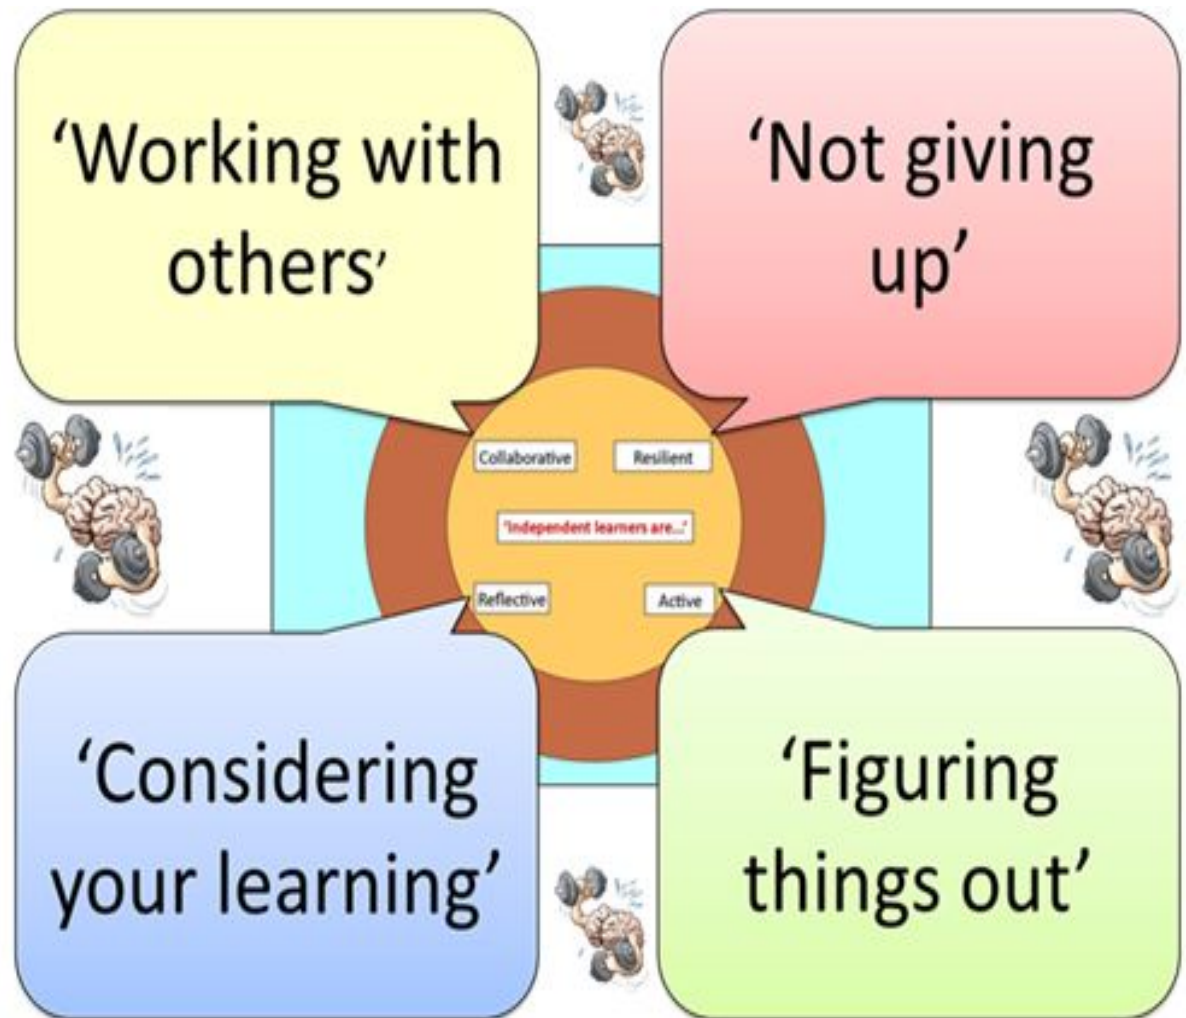 ‘Working with
others’
‘Not giving
up’
Collaborative
Resilient
‘Independent learners are...’
Reflective
Active
‘Considering
your learning’
‘Figuring
things out’